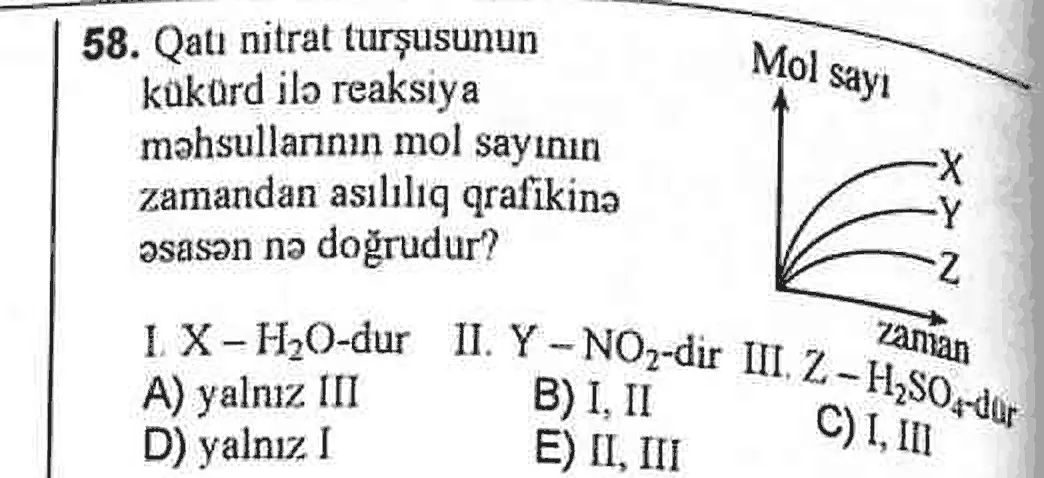 58. Qatı nitrat turşusunun
kükürd ilə reaksiya
məhsullarının mol sayının
zamandan asılılıq qrafikinə
əsasən nə doğrudur?
Mol sayı
X
Y
Z
zaman
I. X – H₂O-dur II. Y – NO₂-dir III. Z – H₂SO₄-dür
A) yalnız III B) I, II C) I, III
D) yalnız I E) II, III